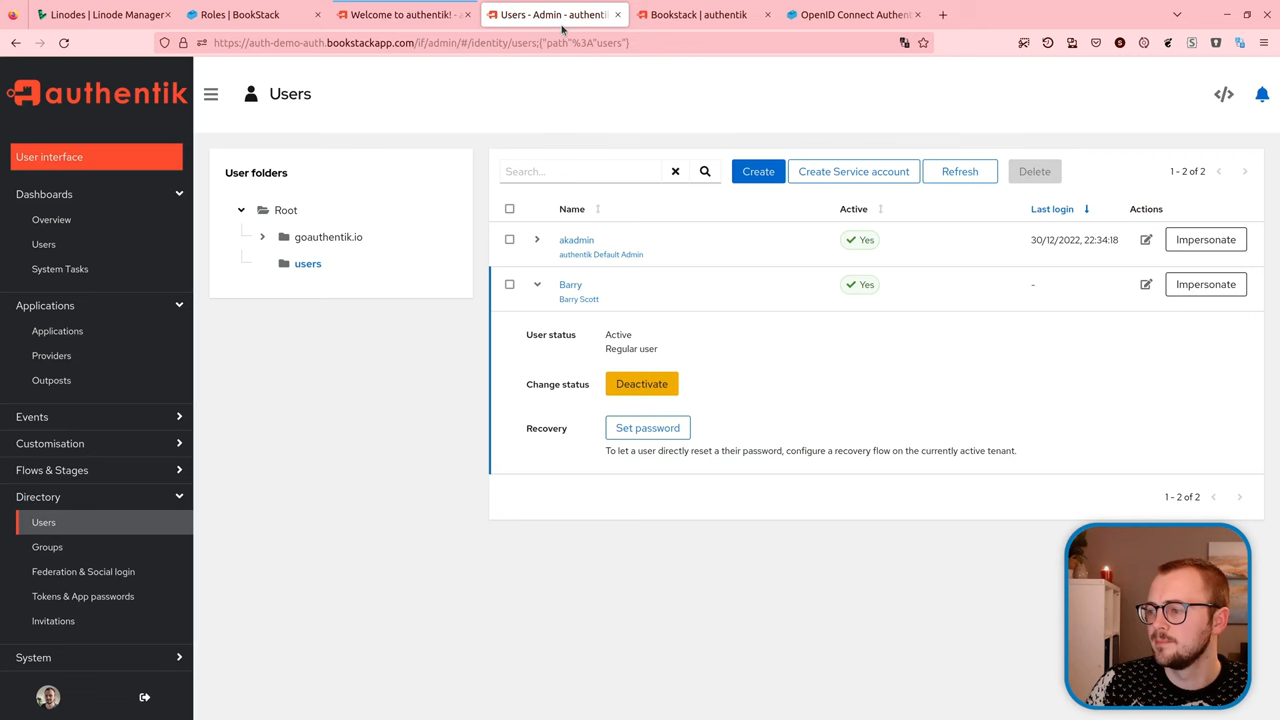 Linodes | Linode Manager
Roles | BookStack
Welcome to authentik! -
Users - Admin - authenti
Bookstack | authentik
OpenID Connect Authent
https://auth-demo-auth.bookstackapp.com/if/admin/#/identity/users;{"path"%3A"users"}
authentik
Users
User interface
Dashboards
Overview
Users
System Tasks
Applications
Applications
Providers
Outposts
Events
Customisation
Flows & Stages
Directory
Users
Groups
Federation & Social login
Tokens & App passwords
Invitations
System
User folders
Root
goauthentik.io
users
Search...
Create
Create Service account
Refresh
Delete
1 - 2 of 2
Name
Active
Last login
Actions
akadmin
authentik Default Admin
Yes
30/12/2022, 22:34:18
Impersonate
Barry
Barry Scott
Yes
-
Impersonate
User status
Active
Regular user
Change status
Deactivate
Recovery
Set password
To let a user directly reset a their password, configure a recovery flow on the currently active tenant.
1 - 2 of 2